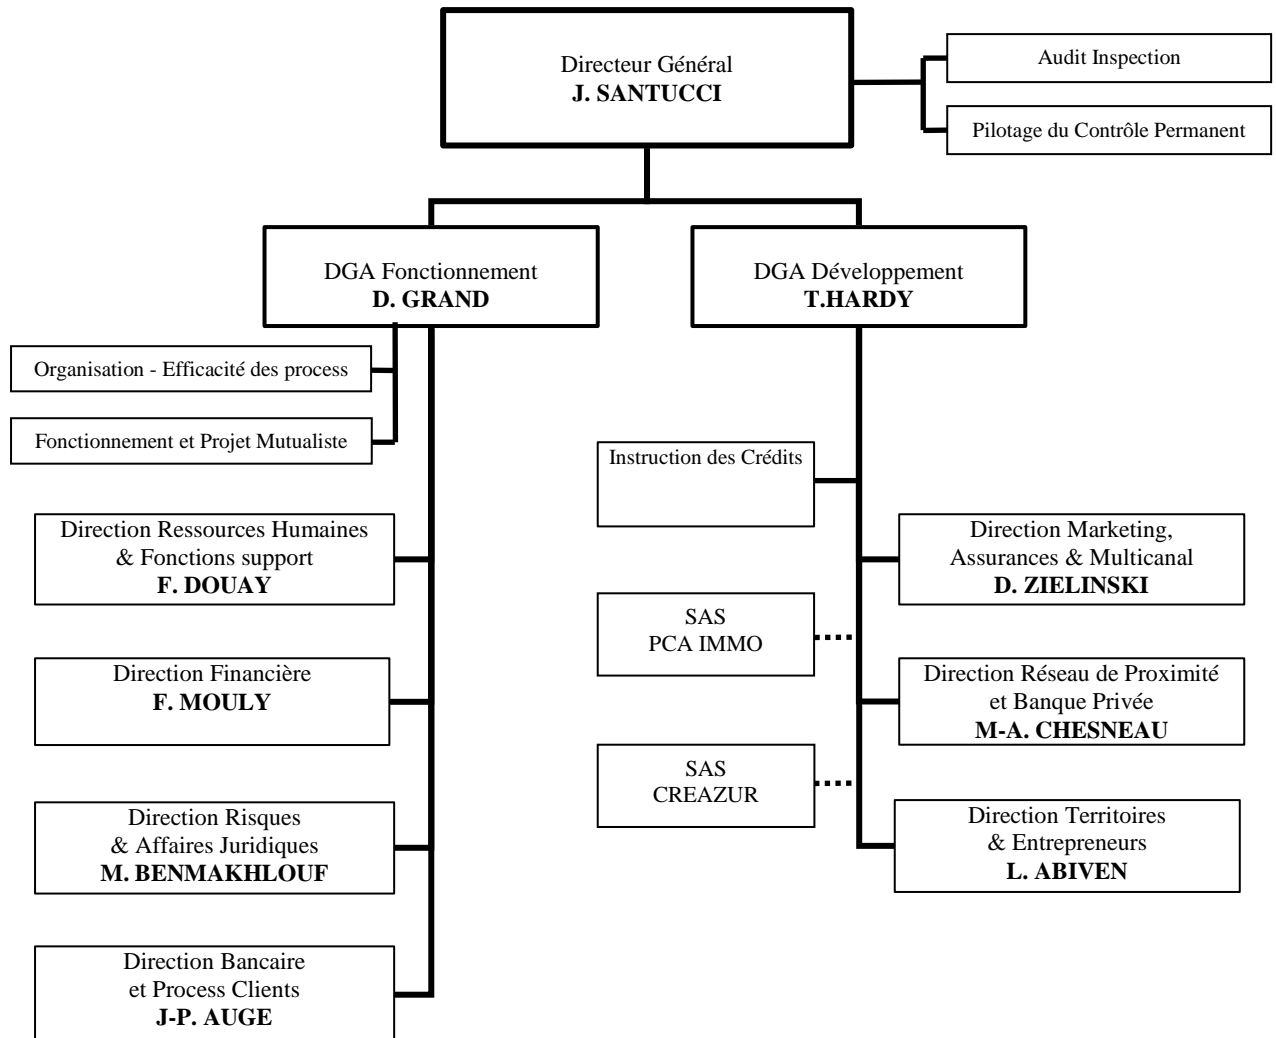 Directeur Général
J. SANTUCCI
Audit Inspection
Pilotage du Contrôle Permanent
DGA Fonctionnement
D. GRAND
DGA Développement
T.HARDY
Organisation - Efficacité des process
Fonctionnement et Projet Mutualiste
Direction Ressources Humaines
& Fonctions support
F. DOUAY
Direction Financière
F. MOULY
Direction Risques
& Affaires Juridiques
M. BENMAKHLOUF
Direction Bancaire
et Process Clients
J-P. AUGE
Instruction des Crédits
SAS
PCA IMMO
SAS
CREAZUR
Direction Marketing,
Assurances & Multicanal
D. ZIELINSKI
Direction Réseau de Proximité
et Banque Privée
M-A. CHESNEAU
Direction Territoires
& Entrepreneurs
L. ABIVEN